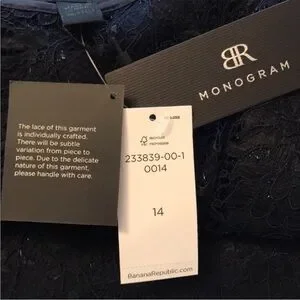 BR
MONOGRAM
The lace of this garment
is individually crafted.
There will be subtle
variation from piece to
piece. Due to the delicate
nature of this garment,
please handle with care.
233839-00-1
0014
14
BananaRepublic.com